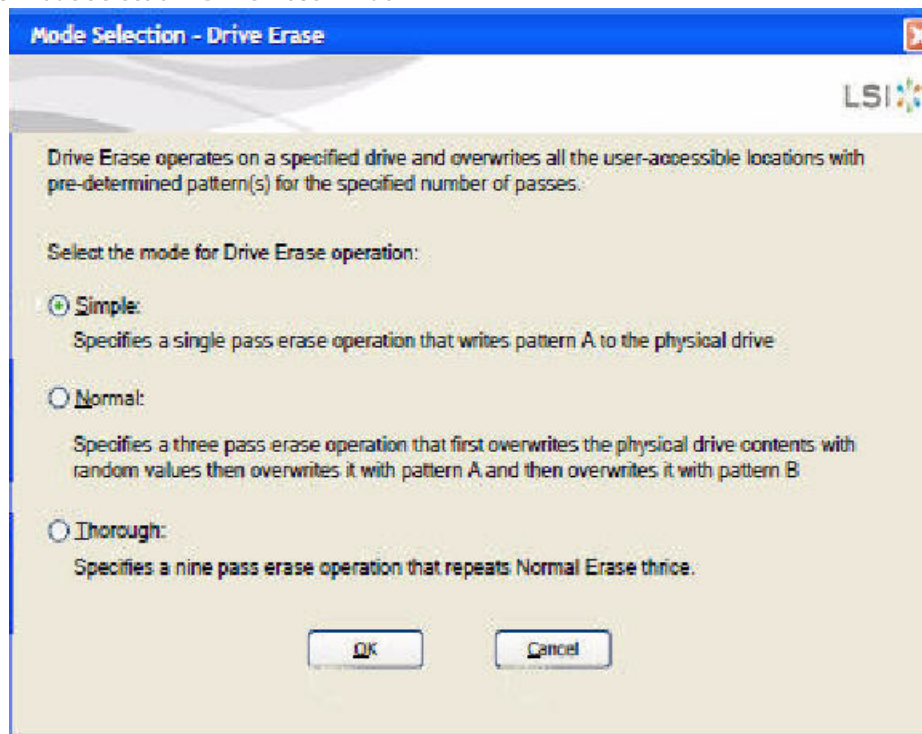 Mode Selection - Drive Erase
LSI
Drive Erase operates on a specified drive and overwrites all the user-accessible locations with
pre-determined pattern(s) for the specified number of passes.
Select the mode for Drive Erase operation:
Simple:
Specifies a single pass erase operation that writes pattern A to the physical drive
Normal:
Specifies a three pass erase operation that first overwrites the physical drive contents with
random values then overwrites it with pattern A and then overwrites it with pattern B
Thorough:
Specifies a nine pass erase operation that repeats Normal Erase thrice.
OK
Cancel